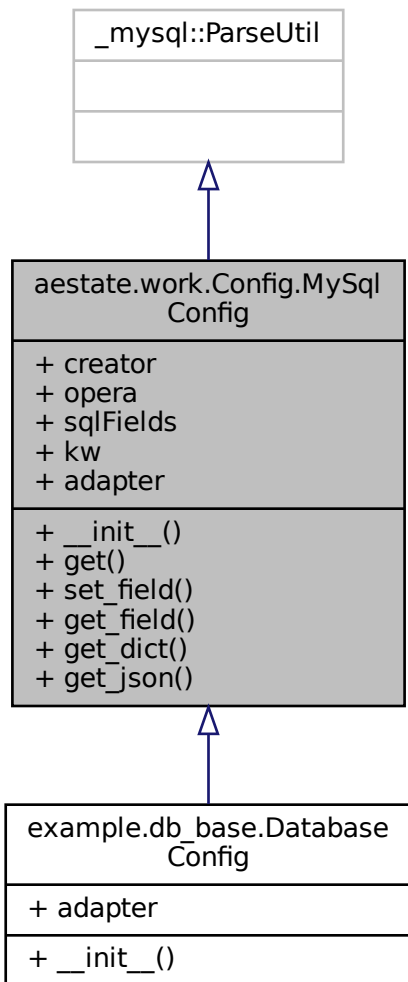 _mysql::ParseUtil
aestate.work.Config.MySql
Config
+ creator
+ opera
+ sqlFields
+ kw
+ adapter
+ __init__()
+ get()
+ set_field()
+ get_field()
+ get_dict()
+ get_json()
example.db_base.Database
Config
+ adapter
+ __init__()